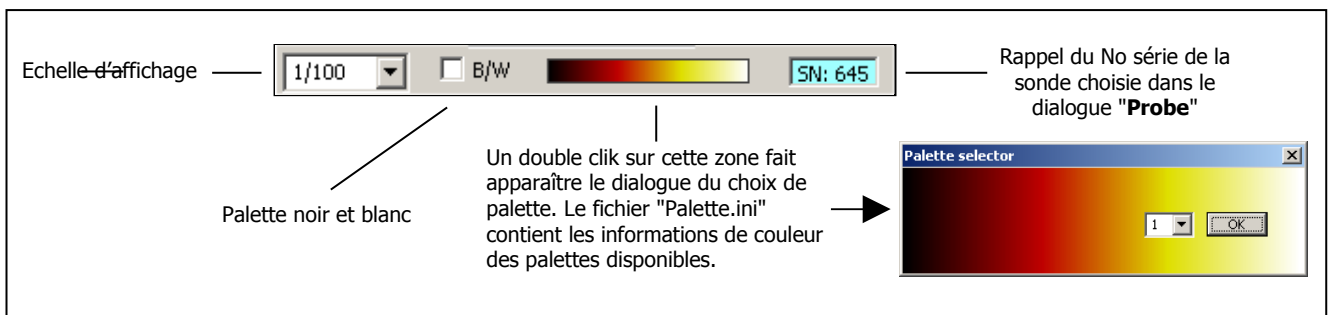 Echelle d'affichage
1/100
B/W
SN: 645
Rappel du No série de la
sonde choisie dans le
dialogue "Probe"
Palette noir et blanc
Un double clik sur cette zone fait
apparaître le dialogue du choix de
palette. Le fichier "Palette.ini"
contient les informations de couleur
des palettes disponibles.
Palette selector
1
OK